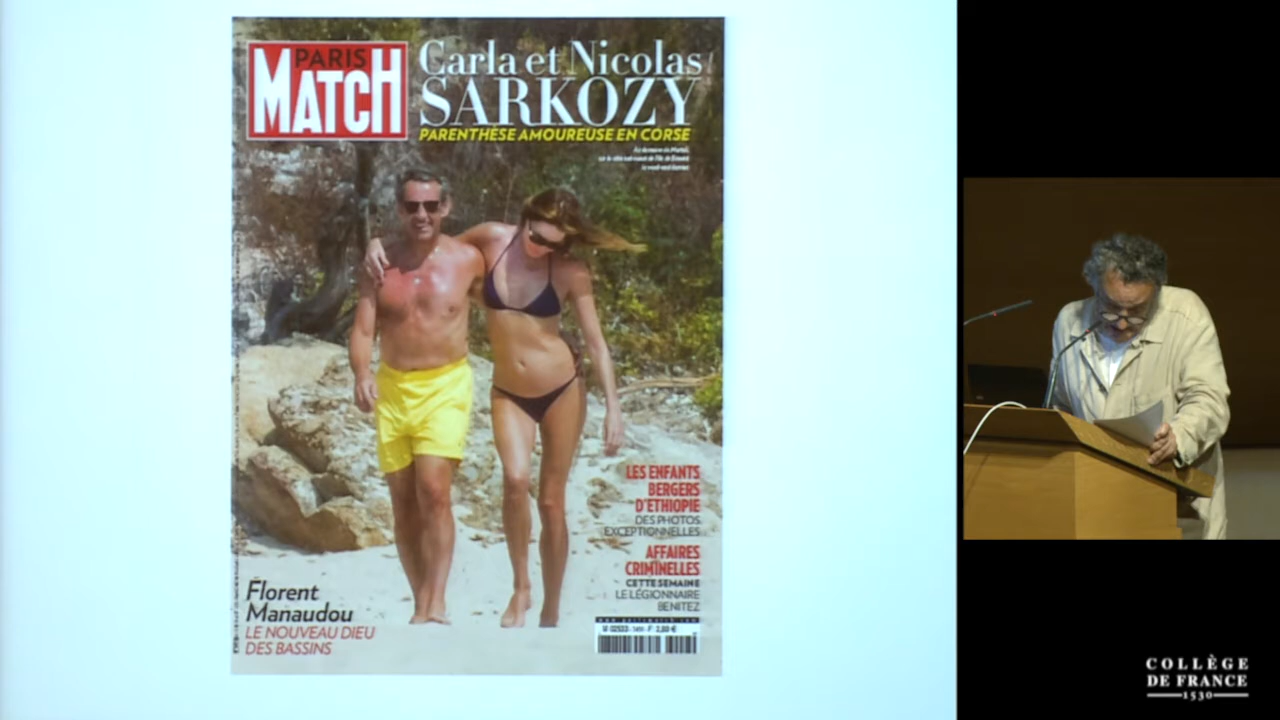 PARIS
MATCH
Carla et Nicolas
SARKOZY
PARENTHÈSE AMOUREUSE EN CORSE
LES ENFANTS
BERGERS
D'ETHIOPIE
DES PHOTOS
EXCEPTIONNELLES
AFFAIRES
CRIMINELLES
CETTE SEMAINE
LE LÉGIONNAIRE
BENITEZ
Florent
Manaudou
LE NOUVEAU DIEU
DES BASSINS
COLLÈGE
DE FRANCE
1530